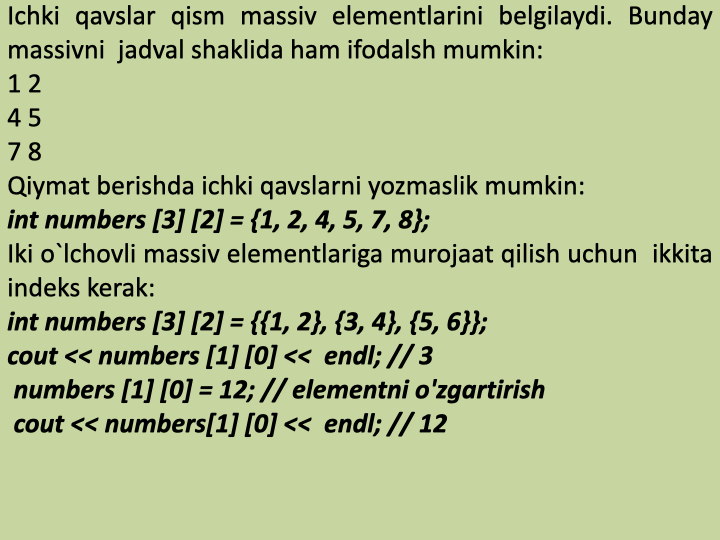 Ichki qavslar qism massiv elementlarini belgilaydi. Bunday
massivni jadval shaklida ham ifodalsh mumkin:
1 2
4 5
7 8
Qiymat berishda ichki qavslarni yozmaslik mumkin:
int numbers [3] [2] = {1, 2, 4, 5, 7, 8};
Iki o`lchovli massiv elementlariga murojaat qilish uchun ikkita
indeks kerak:
int numbers [3] [2] = {{1, 2}, {3, 4}, {5, 6}};
cout << numbers [1] [0] << endl; // 3
numbers [1] [0] = 12; // elementni o'zgartirish
cout << numbers[1] [0] << endl; // 12